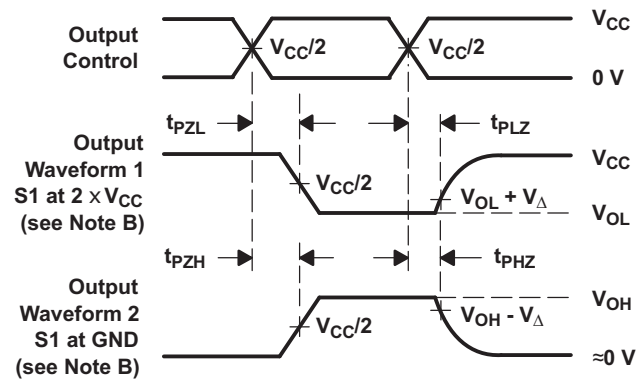 Output
Control
V_CC/2
V_CC/2
V_CC
0 V
t_PZL
t_PLZ
Output
Waveform 1
S1 at 2 x V_CC
(see Note B)
V_CC/2
V_CC
V_OL + V_Δ
V_OL
t_PZH
t_PHZ
Output
Waveform 2
S1 at GND
(see Note B)
V_CC/2
V_OH
V_OH - V_Δ
≈0 V